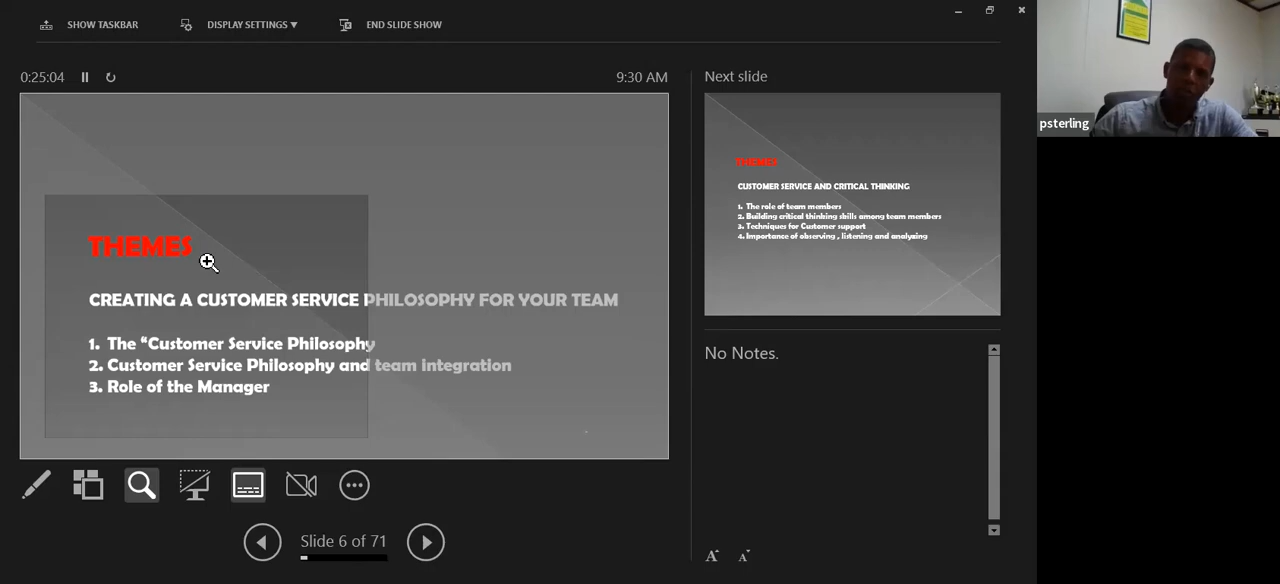 SHOW TASKBAR
DISPLAY SETTINGS ▼
END SLIDE SHOW
0:25:04
9:30 AM
THEMES
CREATING A CUSTOMER SERVICE PHILOSOPHY FOR YOUR TEAM
1. The “Customer Service Philosophy
2. Customer Service Philosophy and team integration
3. Role of the Manager
Slide 6 of 71
Next slide
THEMES
CUSTOMER SERVICE AND CRITICAL THINKING
1. The role of team members
2. Building critical thinking skills among team members
3. Techniques for Customer support
4. Importance of observing , listening and analyzing
No Notes.
A A
psterling